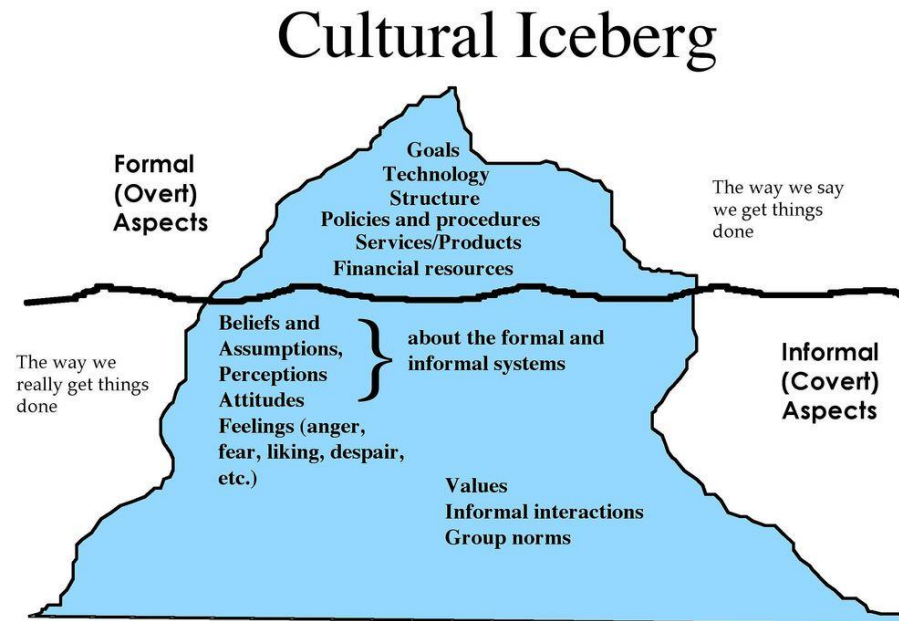 Cultural Iceberg
Formal
(Overt)
Aspects
Goals
Technology
Structure
Policies and procedures
Services/Products
Financial resources
The way we say
we get things
done
The way we
really get things
done
Beliefs and
Assumptions,
Perceptions
Attitudes
Feelings (anger,
fear, liking, despair,
etc.)
about the formal and
informal systems
Values
Informal interactions
Group norms
Informal
(Covert)
Aspects